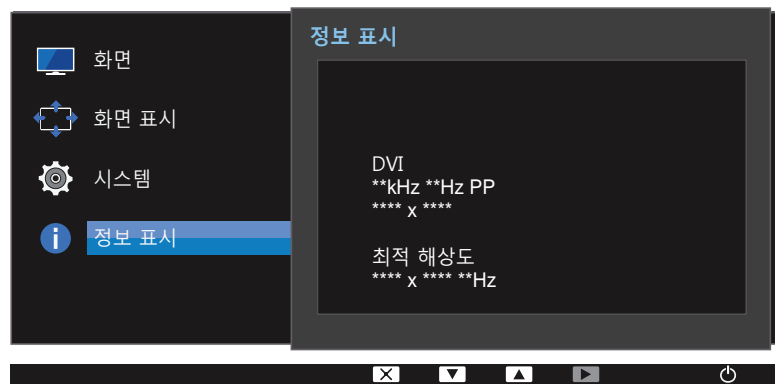 화면
화면 표시
시스템
정보 표시
정보 표시
DVI
**kHz **Hz PP
**** x ****
최적 해상도
**** x **** **Hz